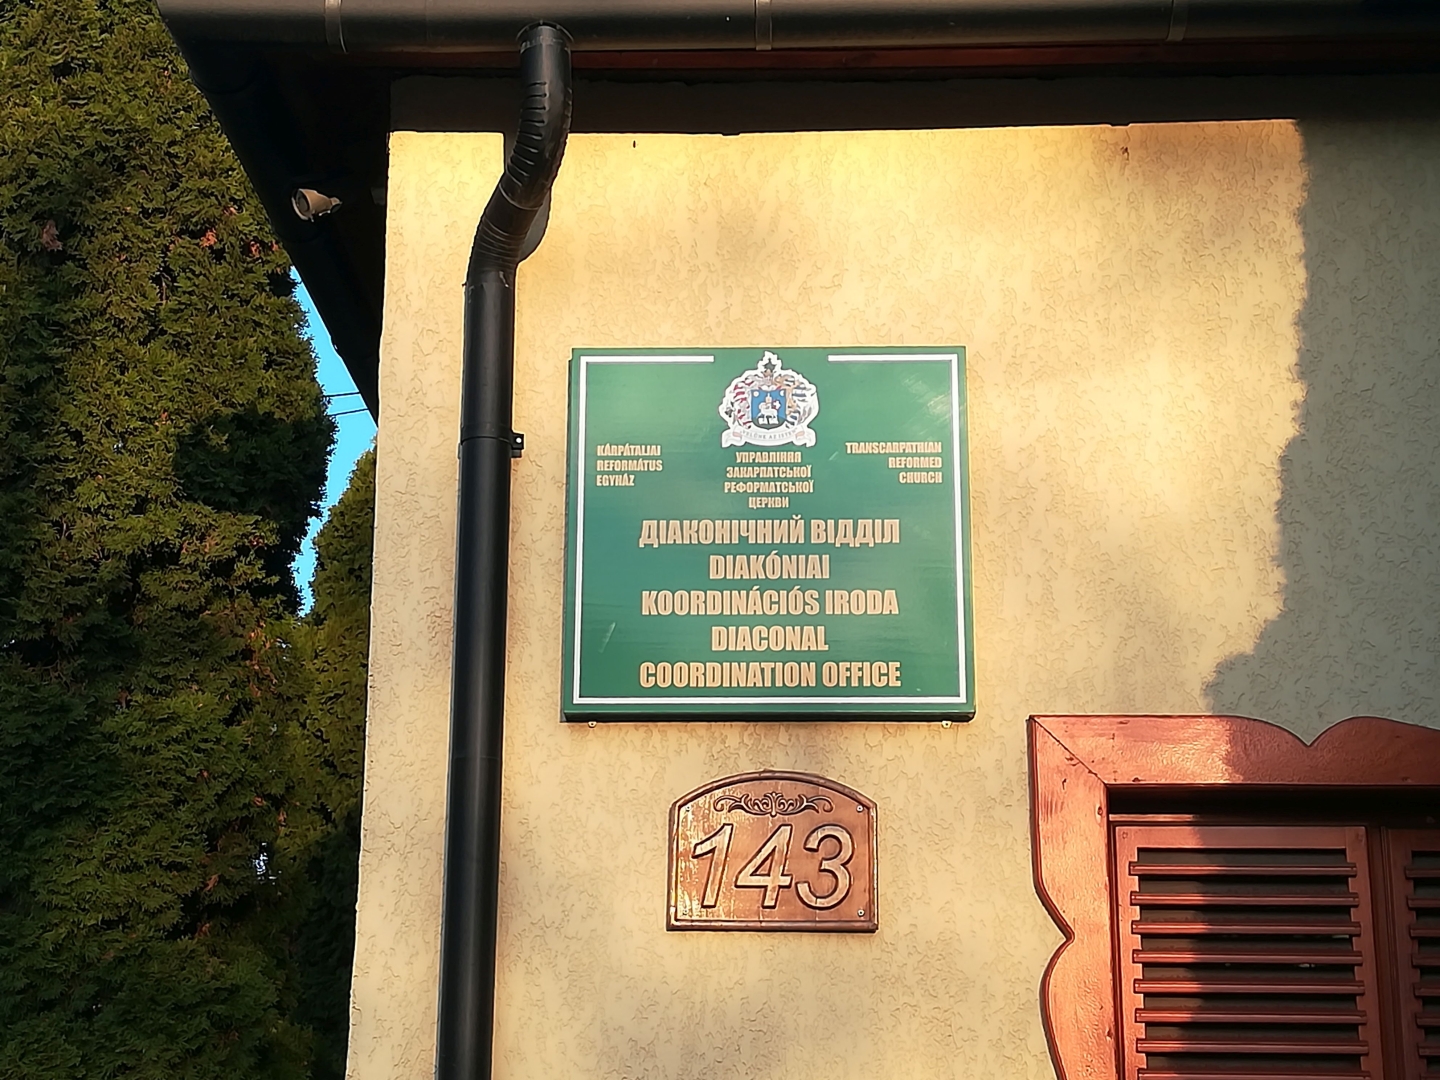 KÁRPÁTALJAI
REFORMÁTUS
EGYHÁZ
УПРАВЛІННЯ
ЗАКАРПАТСЬКОЇ
РЕФОРМАТСЬКОЇ
ЦЕРКВИ
TRANSCARPATHIAN
REFORMED
CHURCH
ДІАКОНІЧНИЙ ВІДДІЛ
DIAKÓNIAI
KOORDINÁCIÓS IRODA
DIACONAL
COORDINATION OFFICE
143